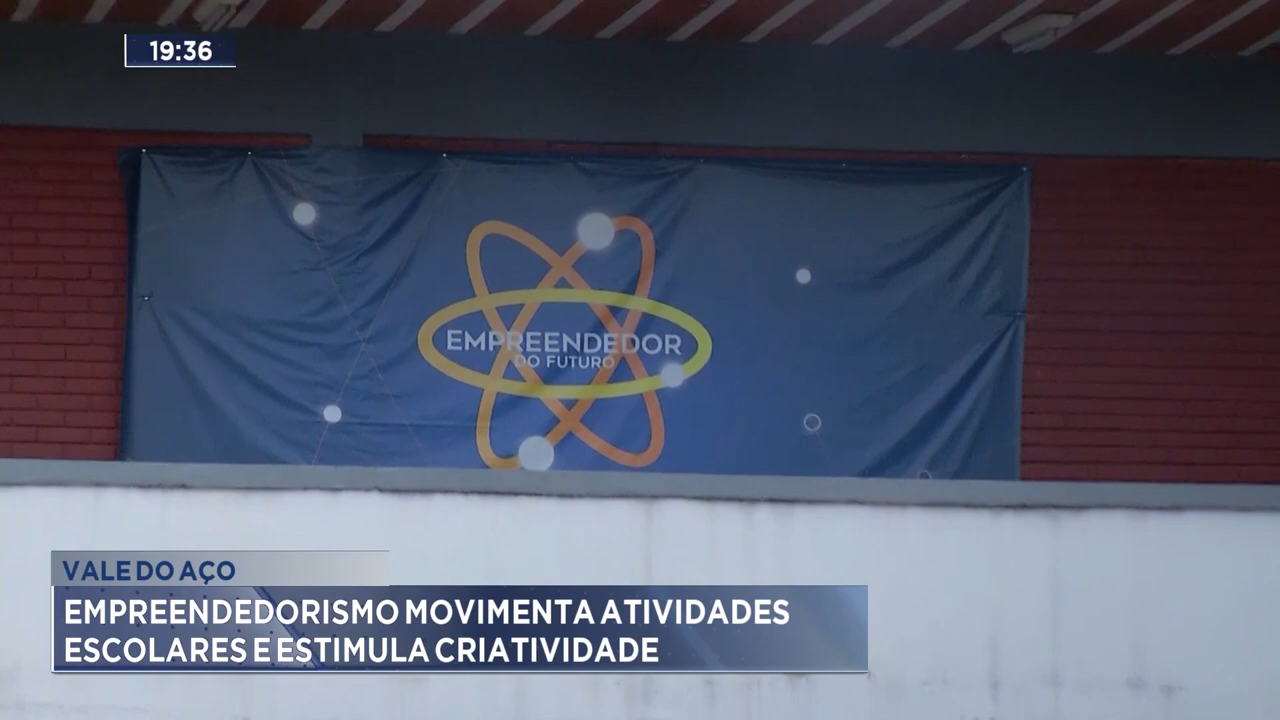 19:36
EMPREENDEDOR
DO FUTURO
VALE DO AÇO
EMPREENDEDORISMO MOVIMENTA ATIVIDADES
ESCOLARES E ESTIMULA CRIATIVIDADE